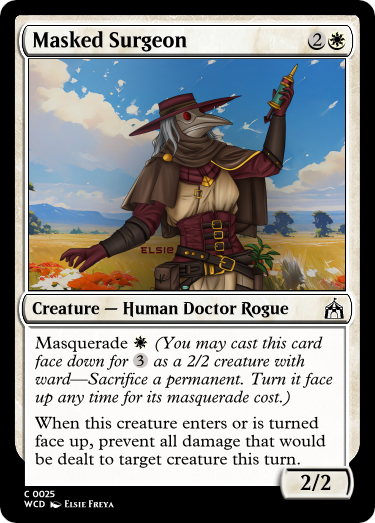 Masked Surgeon 2
ELSIE
Creature — Human Doctor Rogue
Masquerade (You may cast this card
face down for 3 as a 2/2 creature with
ward—Sacrifice a permanent. Turn it face
up any time for its masquerade cost.)
When this creature enters or is turned
face up, prevent all damage that would
be dealt to target creature this turn.
2/2
C 0025
WCD Elsie Freya